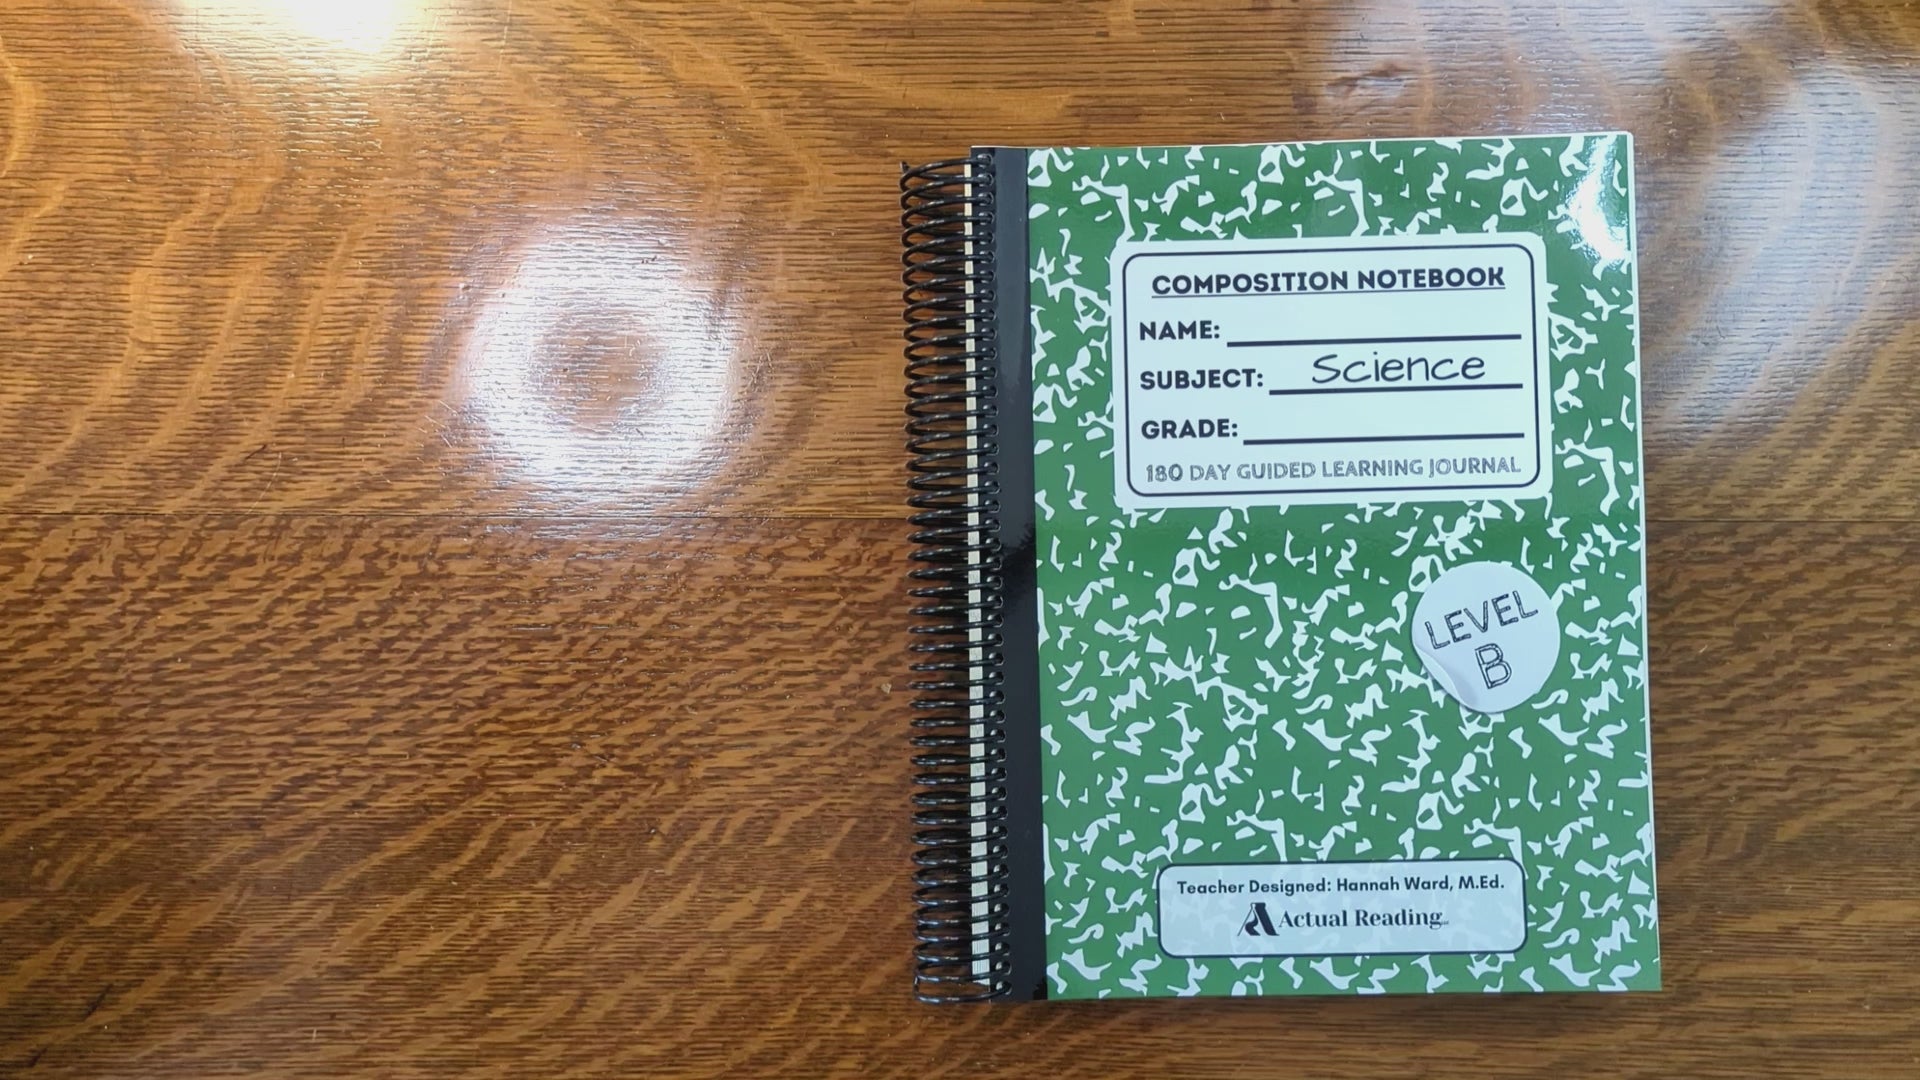 COMPOSITION NOTEBOOK
NAME:
SUBJECT: Science
GRADE:
180 DAY GUIDED LEARNING JOURNAL
LEVEL
B
Teacher Designed: Hannah Ward, M.Ed.
Actual Reading